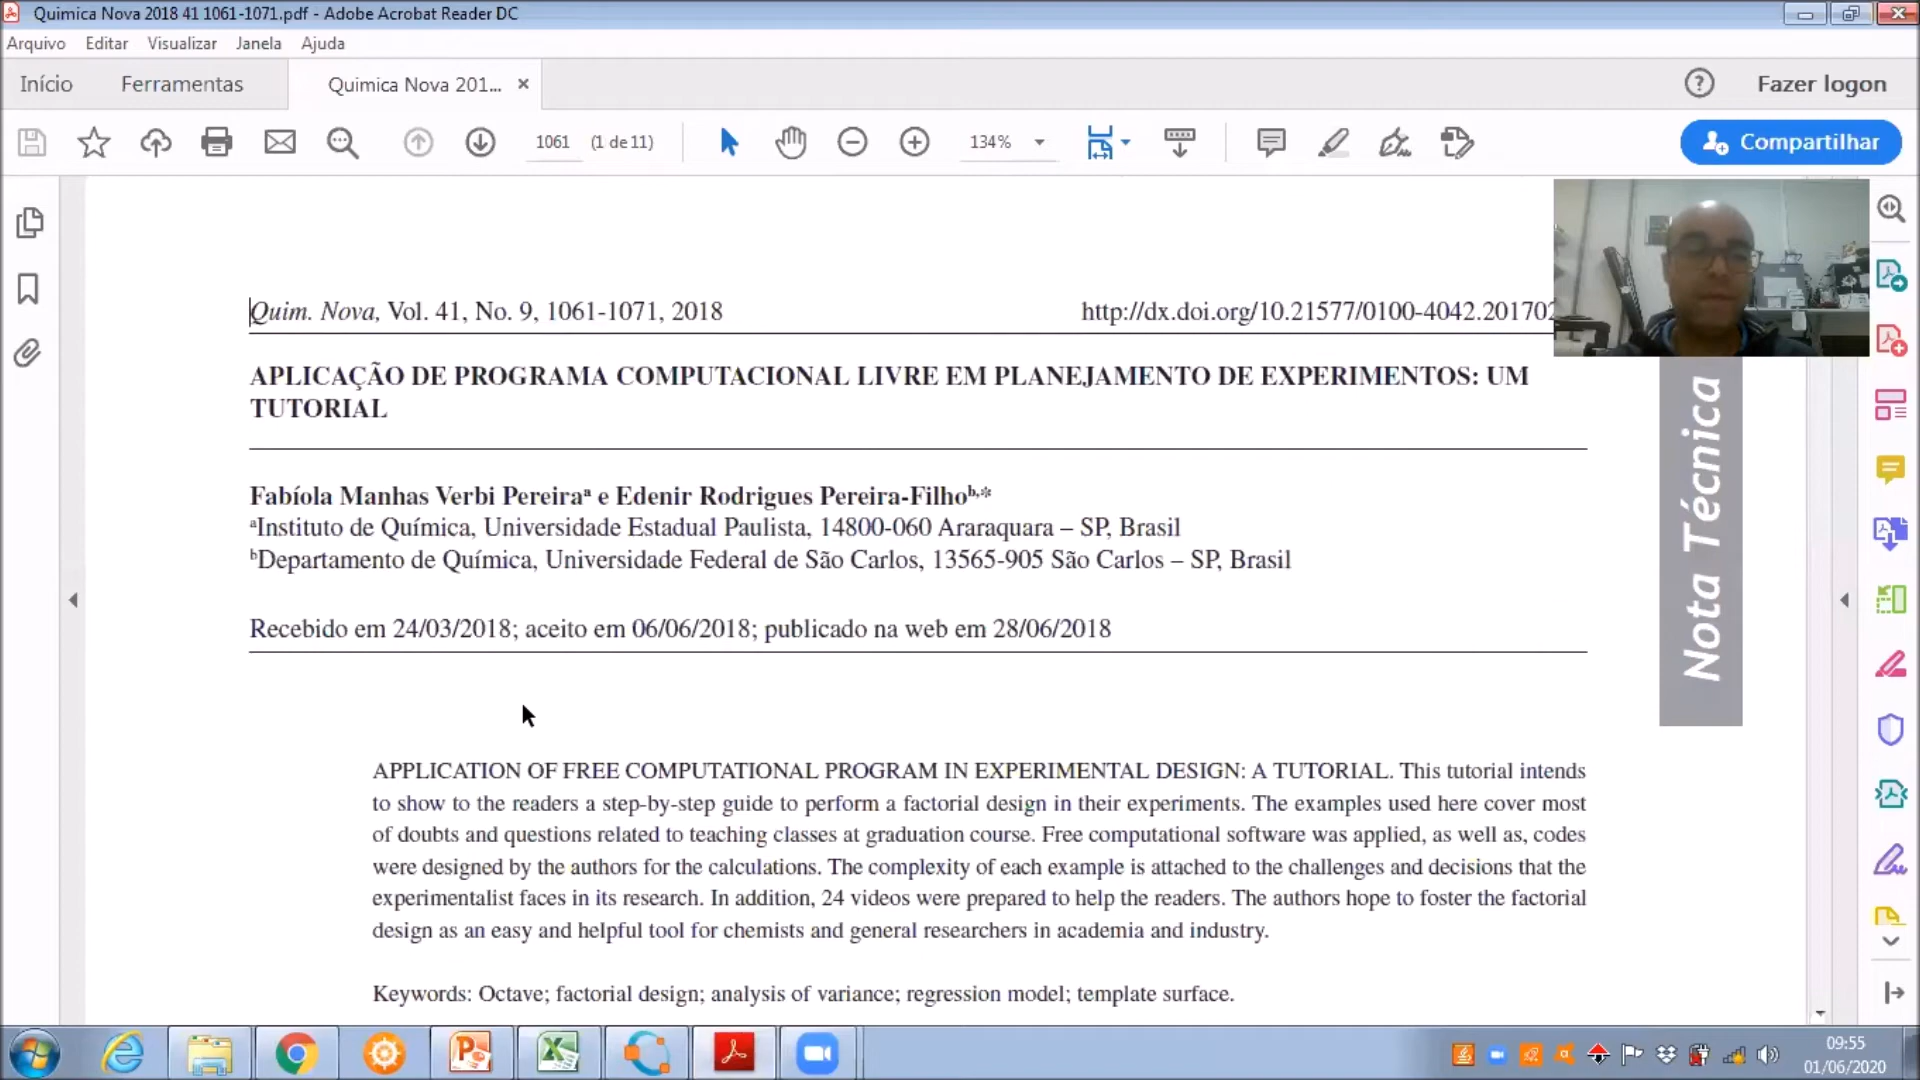 Quimica Nova 2018 41 1061-1071.pdf - Adobe Acrobat Reader DC
Arquivo Editar Visualizar Janela Ajuda
Início Ferramentas Quimica Nova 201... Fazer logon
1061 (1 de 11) 134% Compartilhar
Quim. Nova, Vol. 41, No. 9, 1061-1071, 2018 http://dx.doi.org/10.21577/0100-4042.201702
APLICAÇÃO DE PROGRAMA COMPUTACIONAL LIVRE EM PLANEJAMENTO DE EXPERIMENTOS: UM
TUTORIAL
Nota Técnica
Fabíola Manhas Verbi Pereiraᵃ e Edenir Rodrigues Pereira-Filhoᵇ,*
ᵃInstituto de Química, Universidade Estadual Paulista, 14800-060 Araraquara – SP, Brasil
ᵇDepartamento de Química, Universidade Federal de São Carlos, 13565-905 São Carlos – SP, Brasil
Recebido em 24/03/2018; aceito em 06/06/2018; publicado na web em 28/06/2018
APPLICATION OF FREE COMPUTATIONAL PROGRAM IN EXPERIMENTAL DESIGN: A TUTORIAL. This tutorial intends
to show to the readers a step-by-step guide to perform a factorial design in their experiments. The examples used here cover most
of doubts and questions related to teaching classes at graduation course. Free computational software was applied, as well as, codes
were designed by the authors for the calculations. The complexity of each example is attached to the challenges and decisions that the
experimentalist faces in its research. In addition, 24 videos were prepared to help the readers. The authors hope to foster the factorial
design as an easy and helpful tool for chemists and general researchers in academia and industry.
Keywords: Octave; factorial design; analysis of variance; regression model; template surface.
09:55
01/06/2020